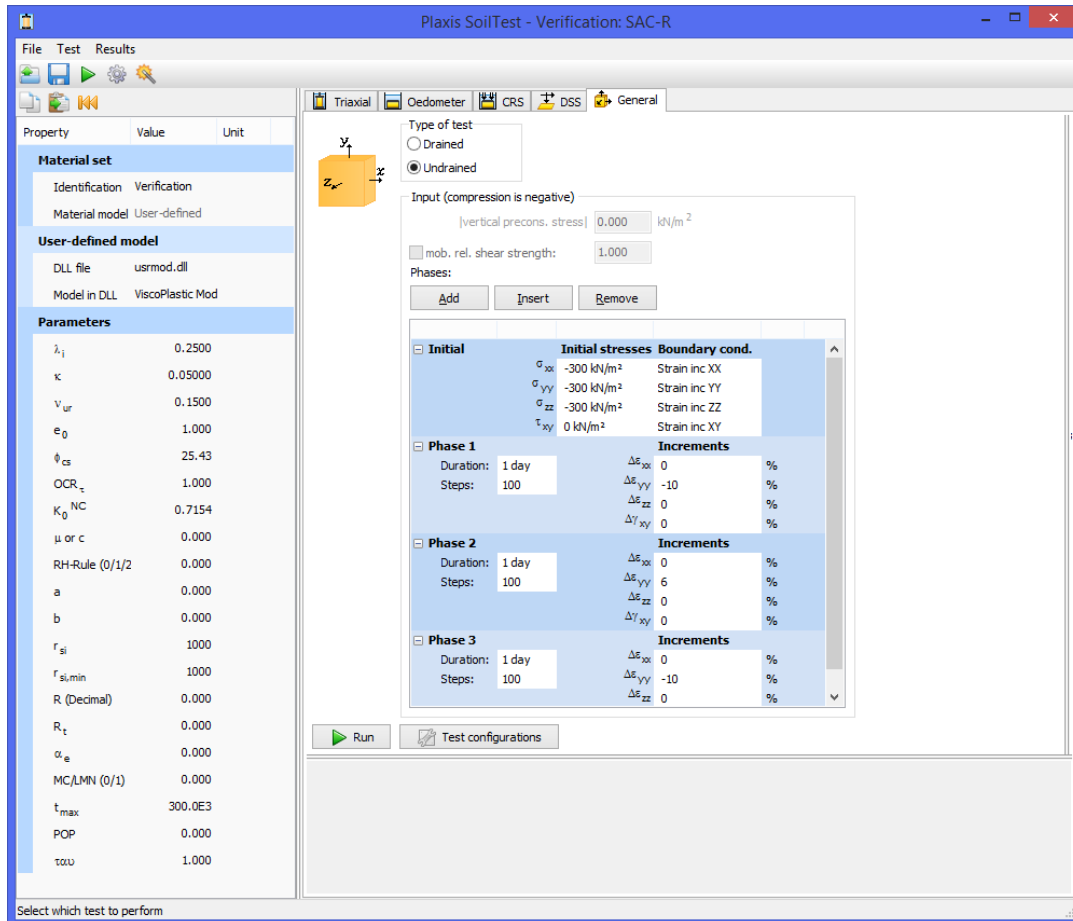 Plaxis SoilTest - Verification: SAC-R
File Test Results
Triaxial Oedometer CRS DSS General
Property Value Unit
Material set
Identification Verification
Material model User-defined
User-defined model
DLL file usrmod.dll
Model in DLL ViscoPlastic Mod
Parameters
λi 0.2500
κ 0.05000
νur 0.1500
e0 1.000
ϕcs 25.43
OCRτ 1.000
K0NC 0.7154
μ or c 0.000
RH-Rule (0/1/2 0.000
a 0.000
b 0.000
rsi 1000
rsi,min 1000
R (Decimal) 0.000
Rt 0.000
αe 0.000
MC/LMN (0/1) 0.000
tmax 300.0E3
POP 0.000
ταυ 1.000
y
x
z
Type of test
Drained
Undrained
Input (compression is negative)
|vertical precons. stress| 0.000 kN/m2
mob. rel. shear strength: 1.000
Phases:
Add Insert Remove
Initial Initial stresses Boundary cond.
σxx -300 kN/m² Strain inc XX
σyy -300 kN/m² Strain inc YY
σzz -300 kN/m² Strain inc ZZ
τxy 0 kN/m² Strain inc XY
Phase 1 Increments
Duration: 1 day Δεxx 0 %
Steps: 100 Δεyy -10 %
Δεzz 0 %
Δγxy 0 %
Phase 2 Increments
Duration: 1 day Δεxx 0 %
Steps: 100 Δεyy 6 %
Δεzz 0 %
Δγxy 0 %
Phase 3 Increments
Duration: 1 day Δεxx 0 %
Steps: 100 Δεyy -10 %
Δεzz 0 %
Run Test configurations
Select which test to perform